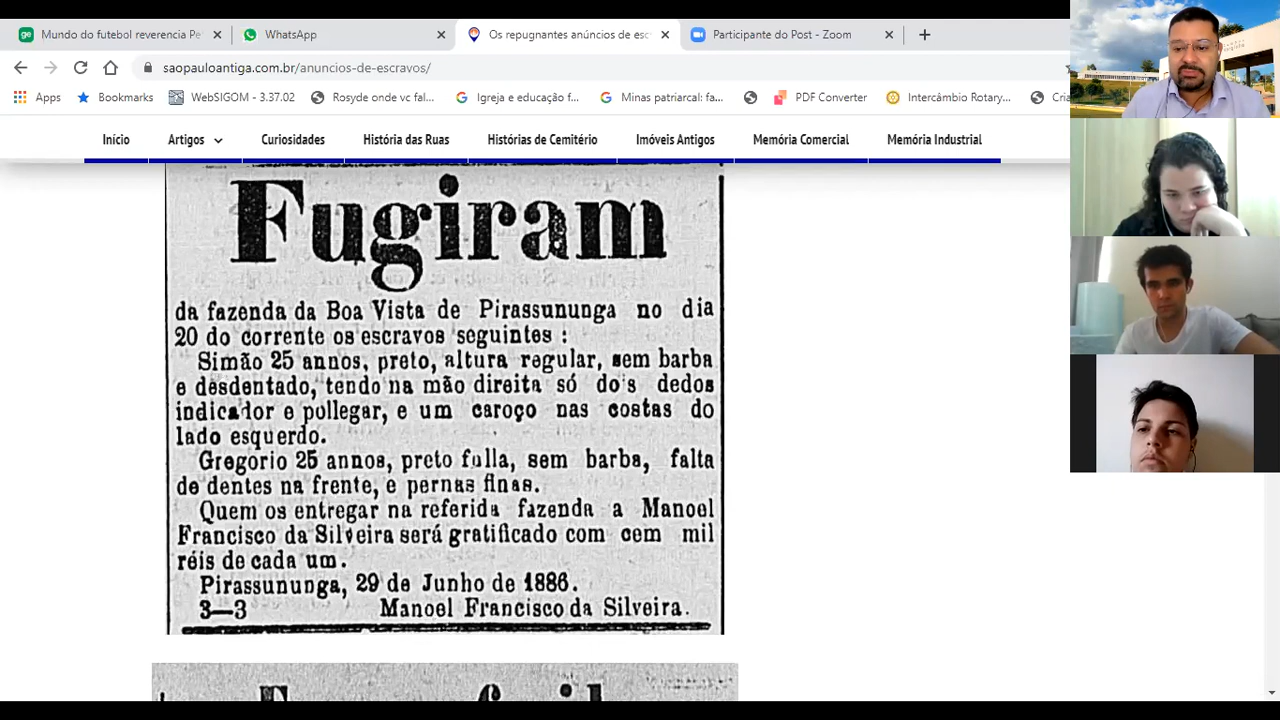 Mundo do futebol reverencia Pé
WhatsApp
Os repugnantes anúncios de esc
Participante do Post - Zoom
saopauloantiga.com.br/anuncios-de-escravos/
Apps Bookmarks WebSIGOM - 3.37.02 Rosyde corrêa: fal... Igreja e educação f... Minas patriarcal: fa... PDF Converter Intercâmbio Rotary... Cria
Início Artigos Curiosidades História das Ruas Histórias de Cemitério Imóveis Antigos Memória Comercial Memória Industrial
Fugiram
da fazenda da Boa Vista de Pirassununga no dia
20 do corrente os escravos seguintes :
Simão 25 annos, preto, altura regular, sem barba
e desdentado, tendo na mão direita só dois dedos
indicador e pollegar, e um caroço nas costas do
lado esquerdo.
Gregorio 25 annos, preto fulla, sem barba, falta
de dentes na frente, e pernas finas.
Quem os entregar na referida fazenda a Manoel
Francisco da Silveira será gratificado com cem mil
réis de cada um.
Pirassununga, 29 de Junho de 1886.
3—3 Manoel Francisco da Silveira.